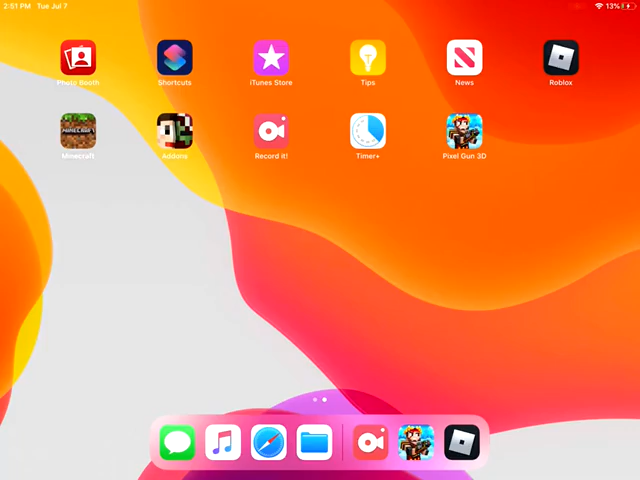 2:51 PM Tue Jul 7
13%
Photo Booth
Shortcuts
iTunes Store
Tips
News
Roblox
MINECRAFT
Minecraft
Addons
Record it!
Timer+
Pixel Gun 3D